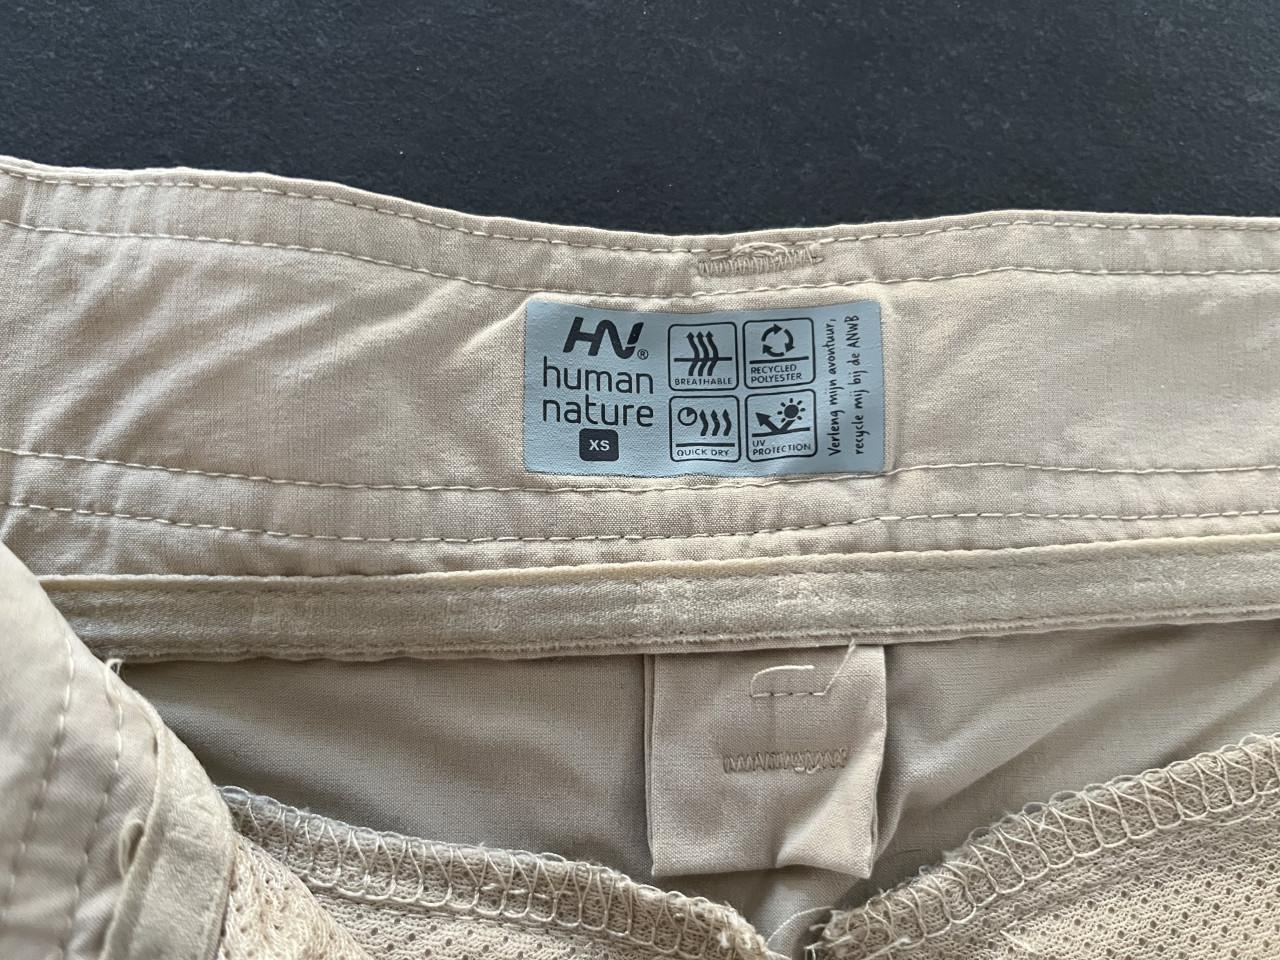 HN®
human
nature
XS
BREATHABLE
RECYCLED
POLYESTER
QUICK DRY
UV
PROTECTION
Verleng mijn avontuur,
recycle mij bij de ANWB